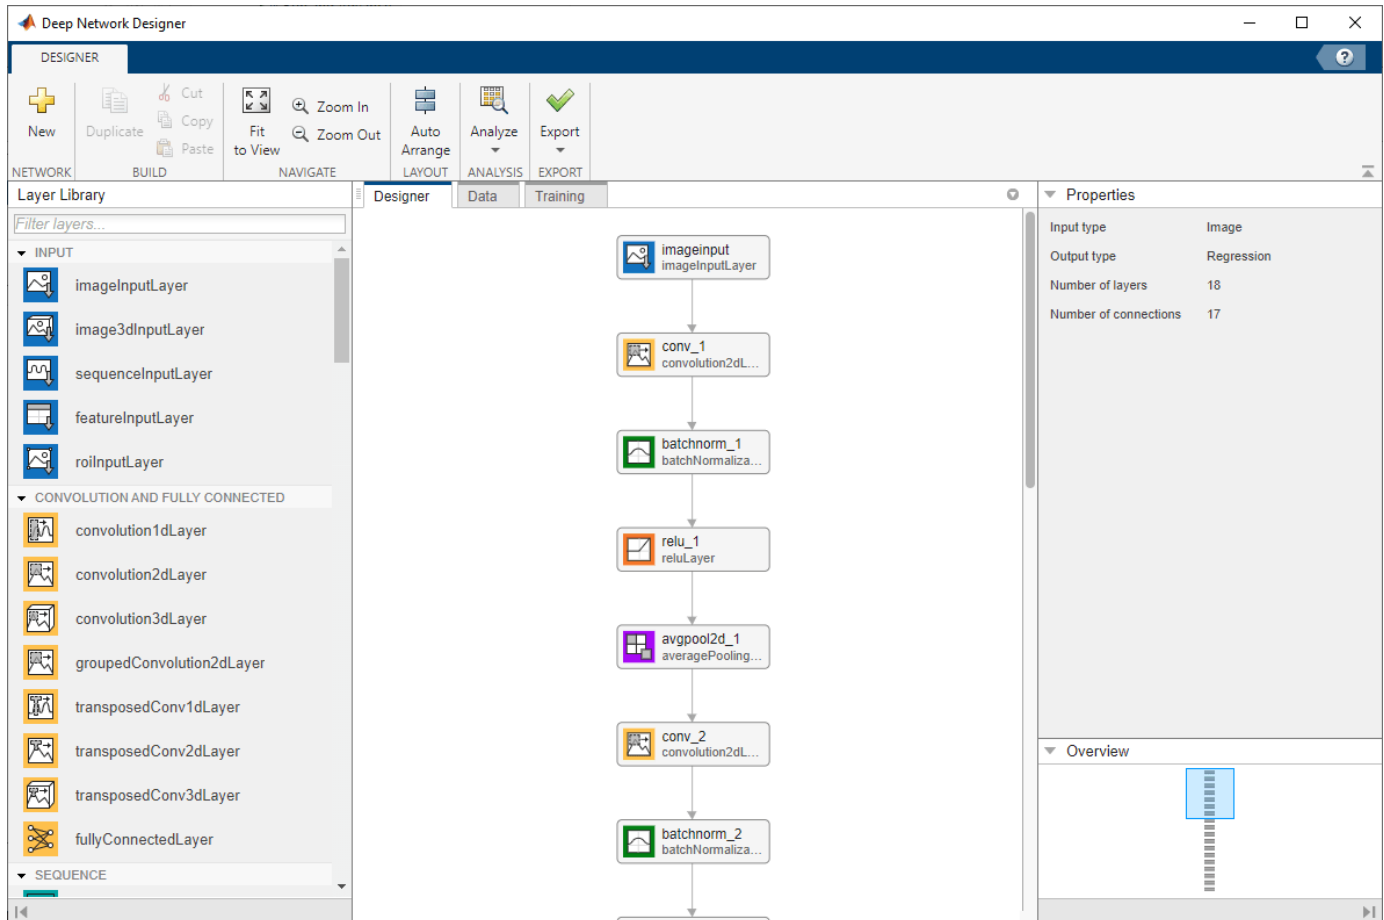 Deep Network Designer
DESIGNER
?
New
Duplicate
Cut
Copy
Paste
Fit
to View
Zoom In
Zoom Out
Auto
Arrange
Analyze
Export
NETWORK
BUILD
NAVIGATE
LAYOUT
ANALYSIS
EXPORT
Layer Library
Filter layers...
INPUT
imageInputLayer
image3dInputLayer
sequenceInputLayer
featureInputLayer
roiInputLayer
CONVOLUTION AND FULLY CONNECTED
convolution1dLayer
convolution2dLayer
convolution3dLayer
groupedConvolution2dLayer
transposedConv1dLayer
transposedConv2dLayer
transposedConv3dLayer
fullyConnectedLayer
SEQUENCE
Designer
Data
Training
imageinput
imageInputLayer
conv_1
convolution2dL...
batchnorm_1
batchNormaliza...
relu_1
reluLayer
avgpool2d_1
averagePooling...
conv_2
convolution2dL...
batchnorm_2
batchNormaliza...
Properties
Input type Image
Output type Regression
Number of layers 18
Number of connections 17
Overview